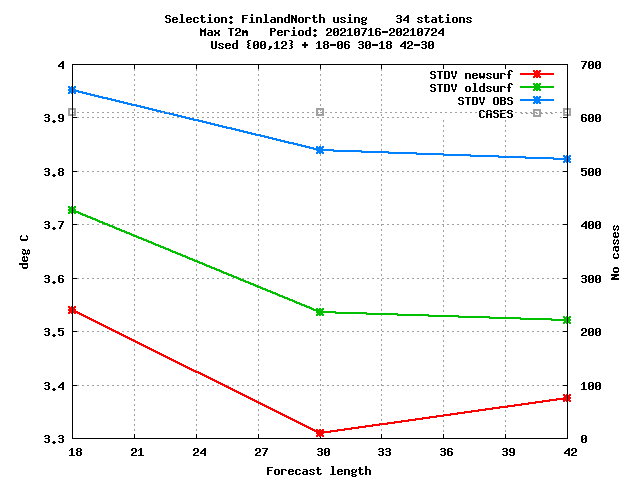 Selection: FinlandNorth using    34 stations
Max T2m   Period: 20210716-20210724
Used {00,12} + 18-06 30-18 42-30
STDV newsurf
STDV oldsurf
STDV OBS
CASES
4
3.9
3.8
3.7
3.6
3.5
3.4
3.3
deg C
700
600
500
400
300
200
100
0
No cases
18 21 24 27 30 33 36 39 42
Forecast length